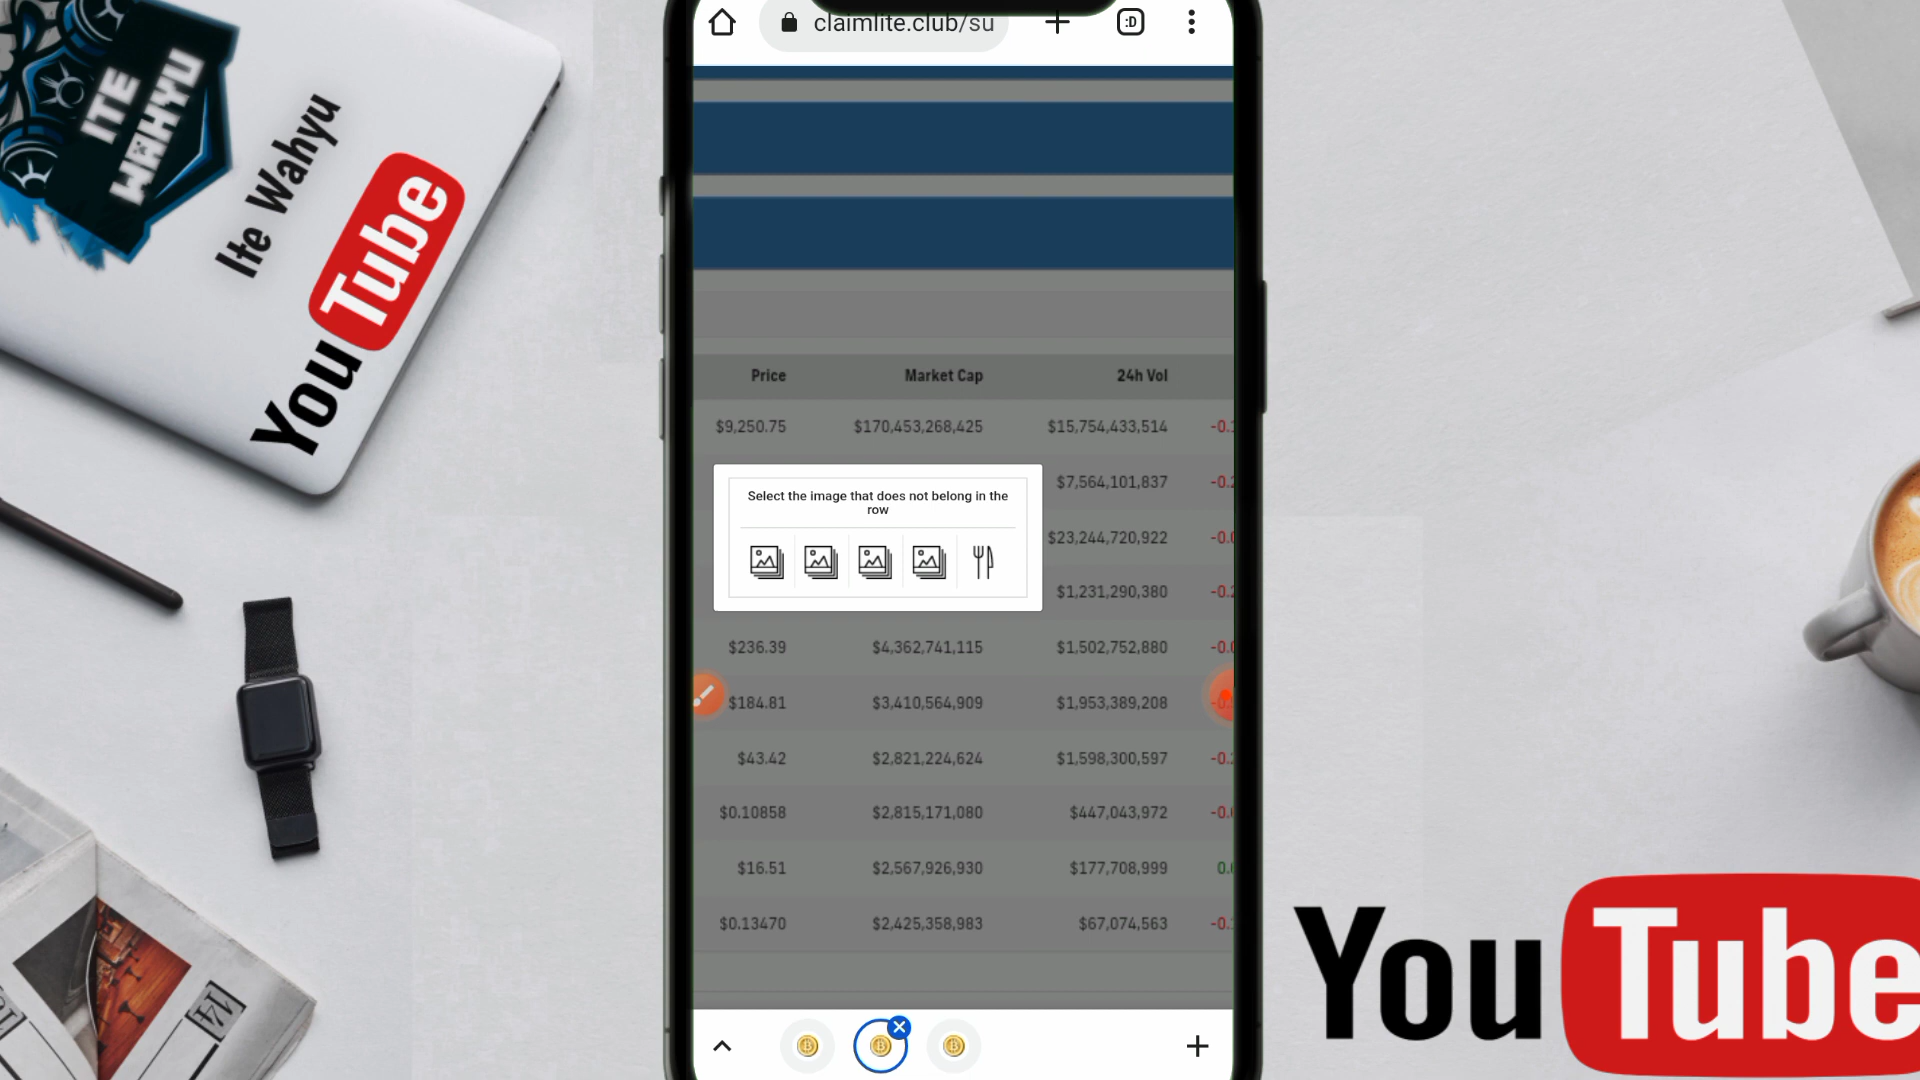 ITE
WAHYU
Ite Wahyu
YouTube
claimlite.club/su
:D
Price Market Cap 24h Vol
$9,250.75 $170,453,268,425 $15,754,433,514
$7,564,101,837
Select the image that does not belong in the
row
$23,244,720,922
$1,231,290,380
$236.39 $4,362,741,115 $1,502,752,880
$184.81 $3,410,564,909 $1,953,389,208
$43.42 $2,821,224,624 $1,598,300,597
$0.10858 $2,815,171,080 $447,043,972
$16.51 $2,567,926,930 $177,708,999
$0.13470 $2,425,358,983 $67,074,563
YouTube